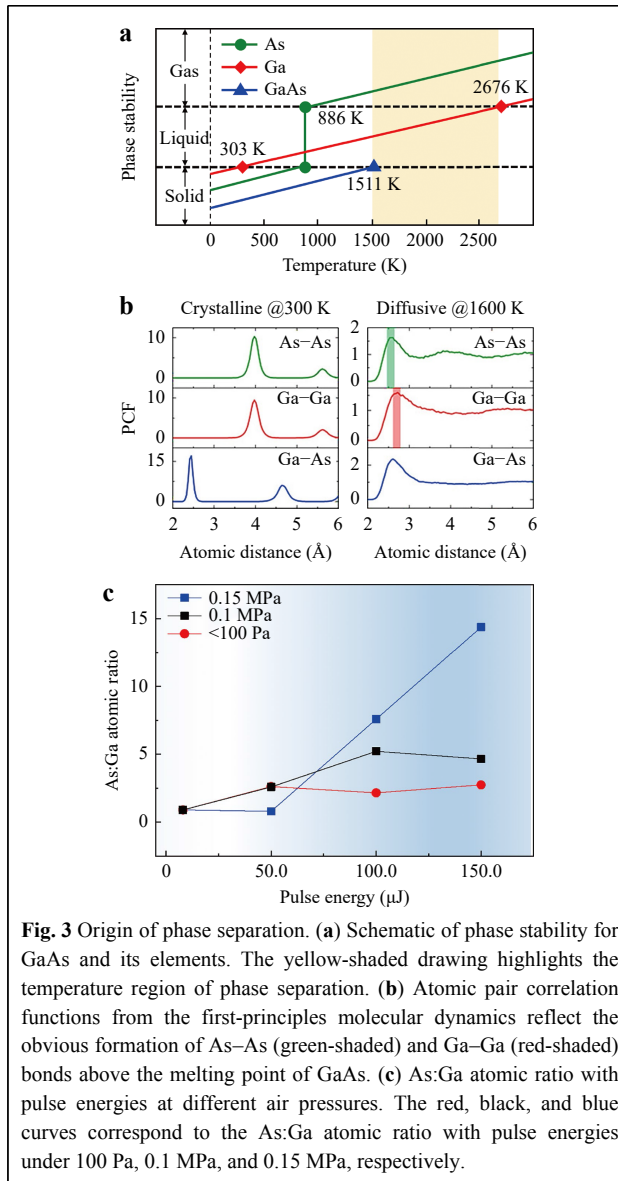 a
As
Ga
GaAs
Phase stability
Gas
Liquid
Solid
2676 K
886 K
303 K
1511 K
0 500 1000 1500 2000 2500
Temperature (K)
b
Crystalline @300 K
Diffusive @1600 K
PCF
10
0
As–As
10
0
Ga–Ga
15
0
Ga–As
2 3 4 5 6
Atomic distance (Å)
2
1
0
As–As
1
0
Ga–Ga
2
0
Ga–As
2 3 4 5 6
Atomic distance (Å)
c
0.15 MPa
0.1 MPa
<100 Pa
As:Ga atomic ratio
15
10
5
0
0 50.0 100.0 150.0
Pulse energy (μJ)
Fig. 3 Origin of phase separation. (a) Schematic of phase stability for
GaAs and its elements. The yellow-shaded drawing highlights the
temperature region of phase separation. (b) Atomic pair correlation
functions from the first-principles molecular dynamics reflect the
obvious formation of As–As (green-shaded) and Ga–Ga (red-shaded)
bonds above the melting point of GaAs. (c) As:Ga atomic ratio with
pulse energies at different air pressures. The red, black, and blue
curves correspond to the As:Ga atomic ratio with pulse energies
under 100 Pa, 0.1 MPa, and 0.15 MPa, respectively.